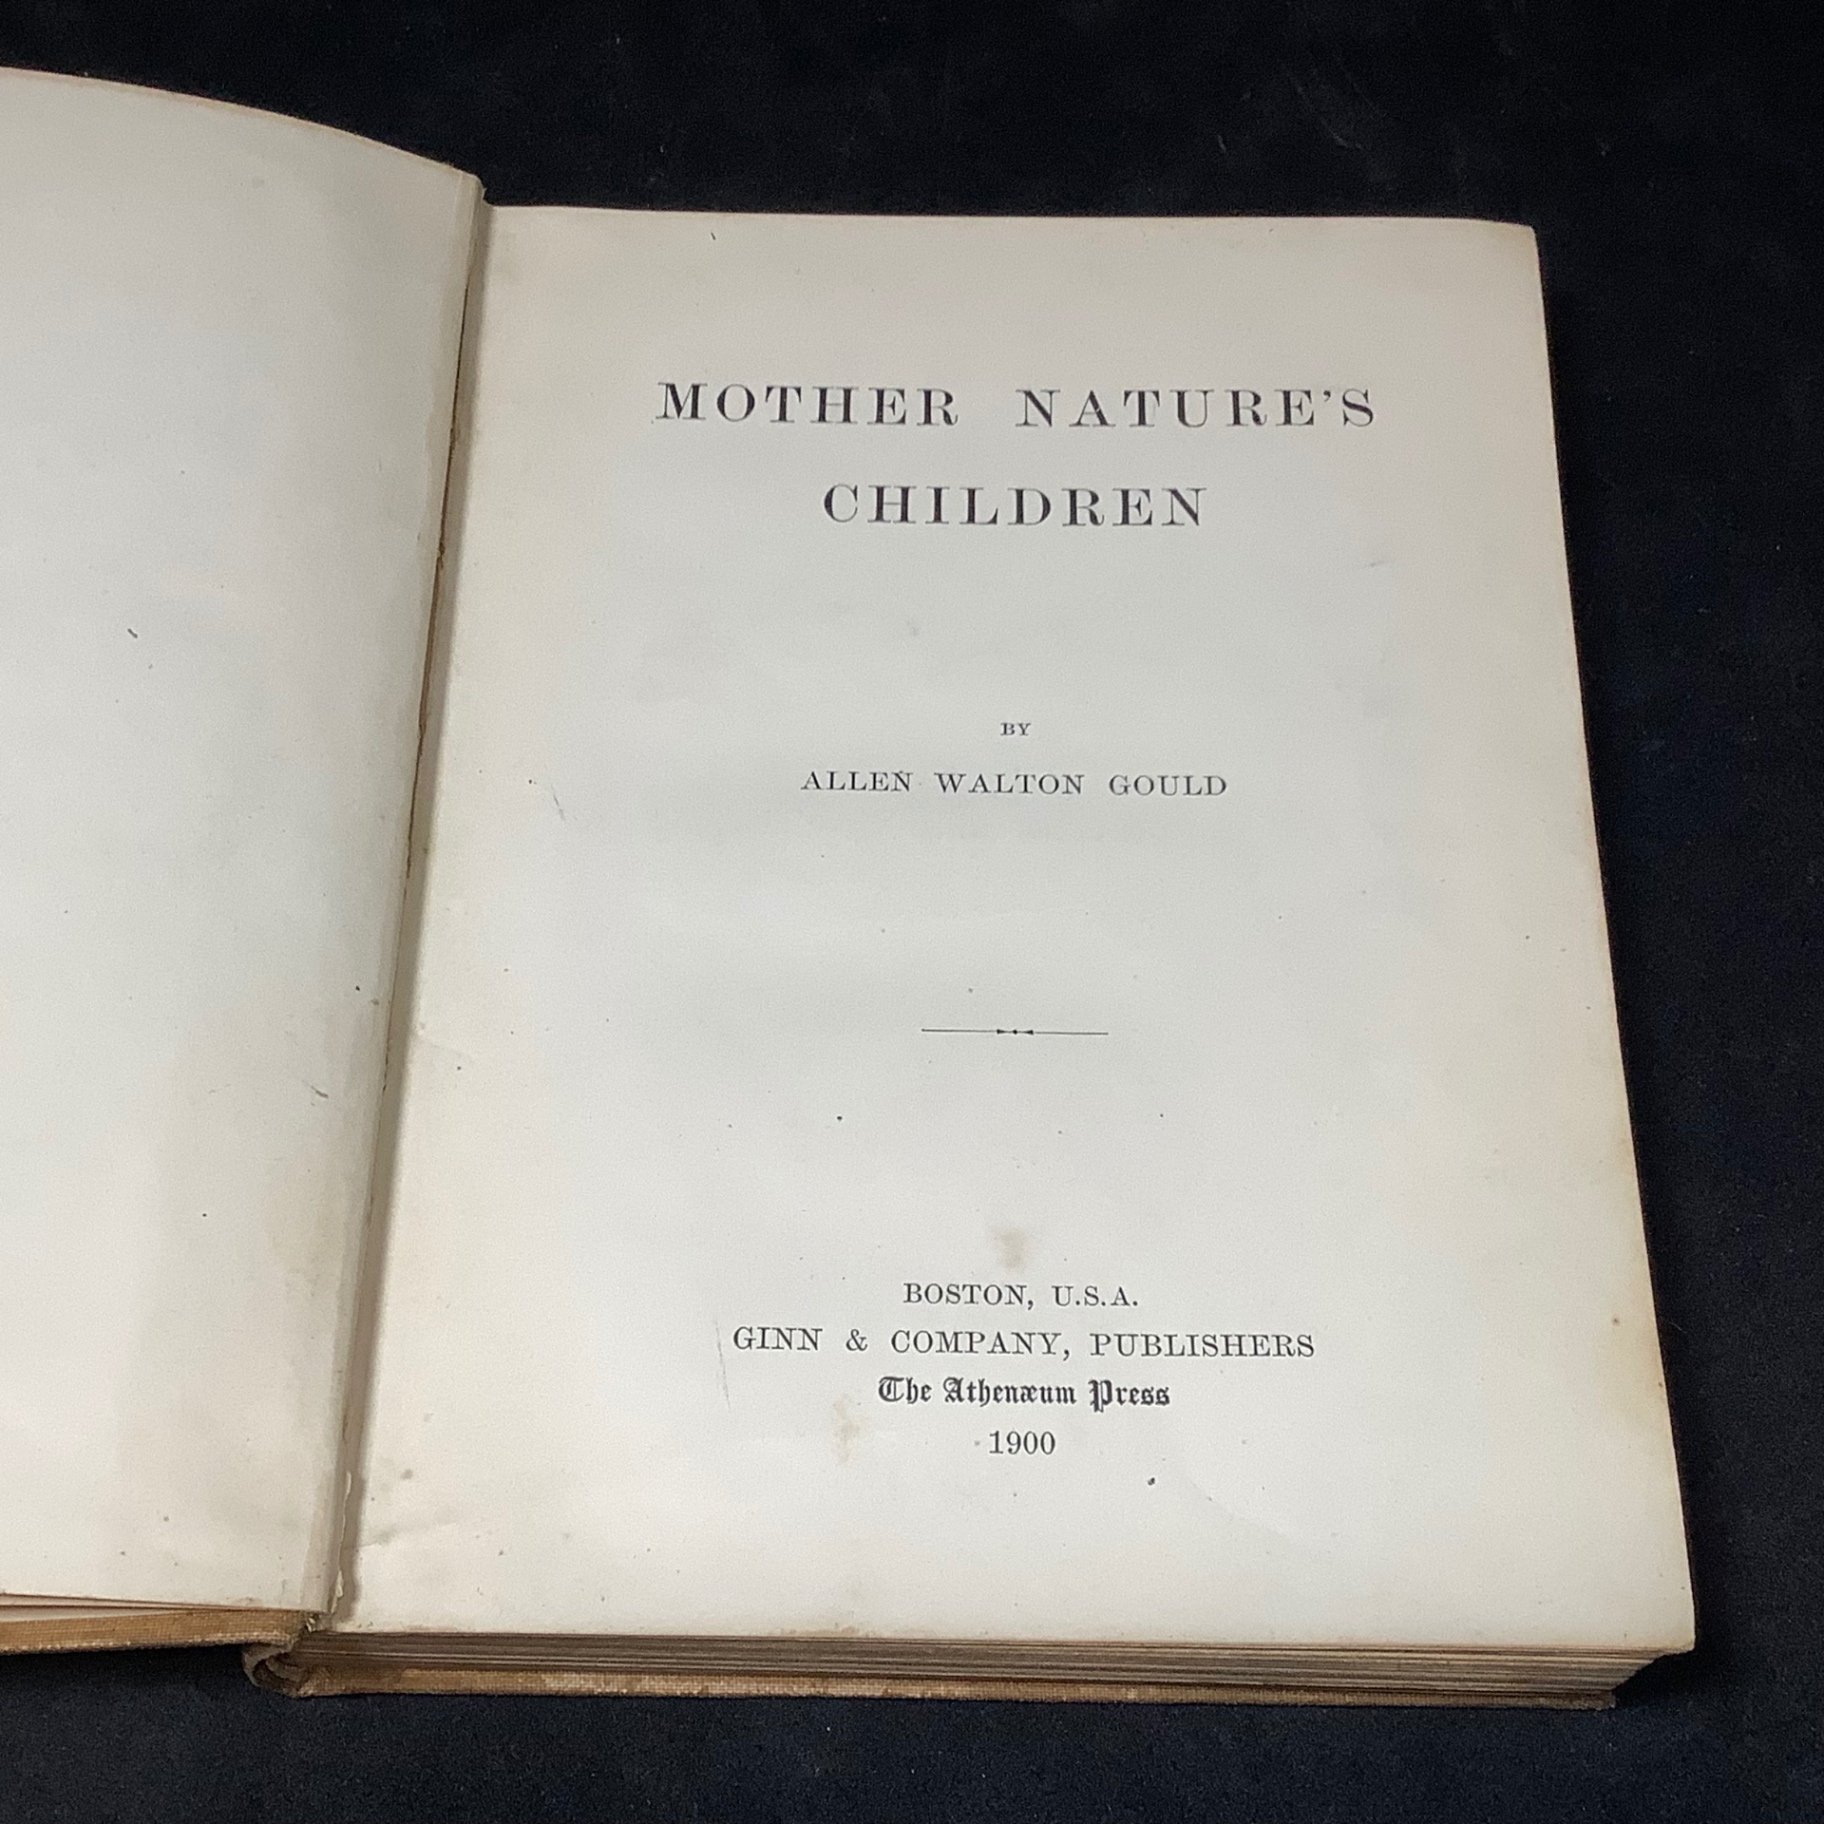 MOTHER NATURE'S
CHILDREN
BY
ALLEN WALTON GOULD
BOSTON, U.S.A.
GINN & COMPANY, PUBLISHERS
The Athenæum Press
1900